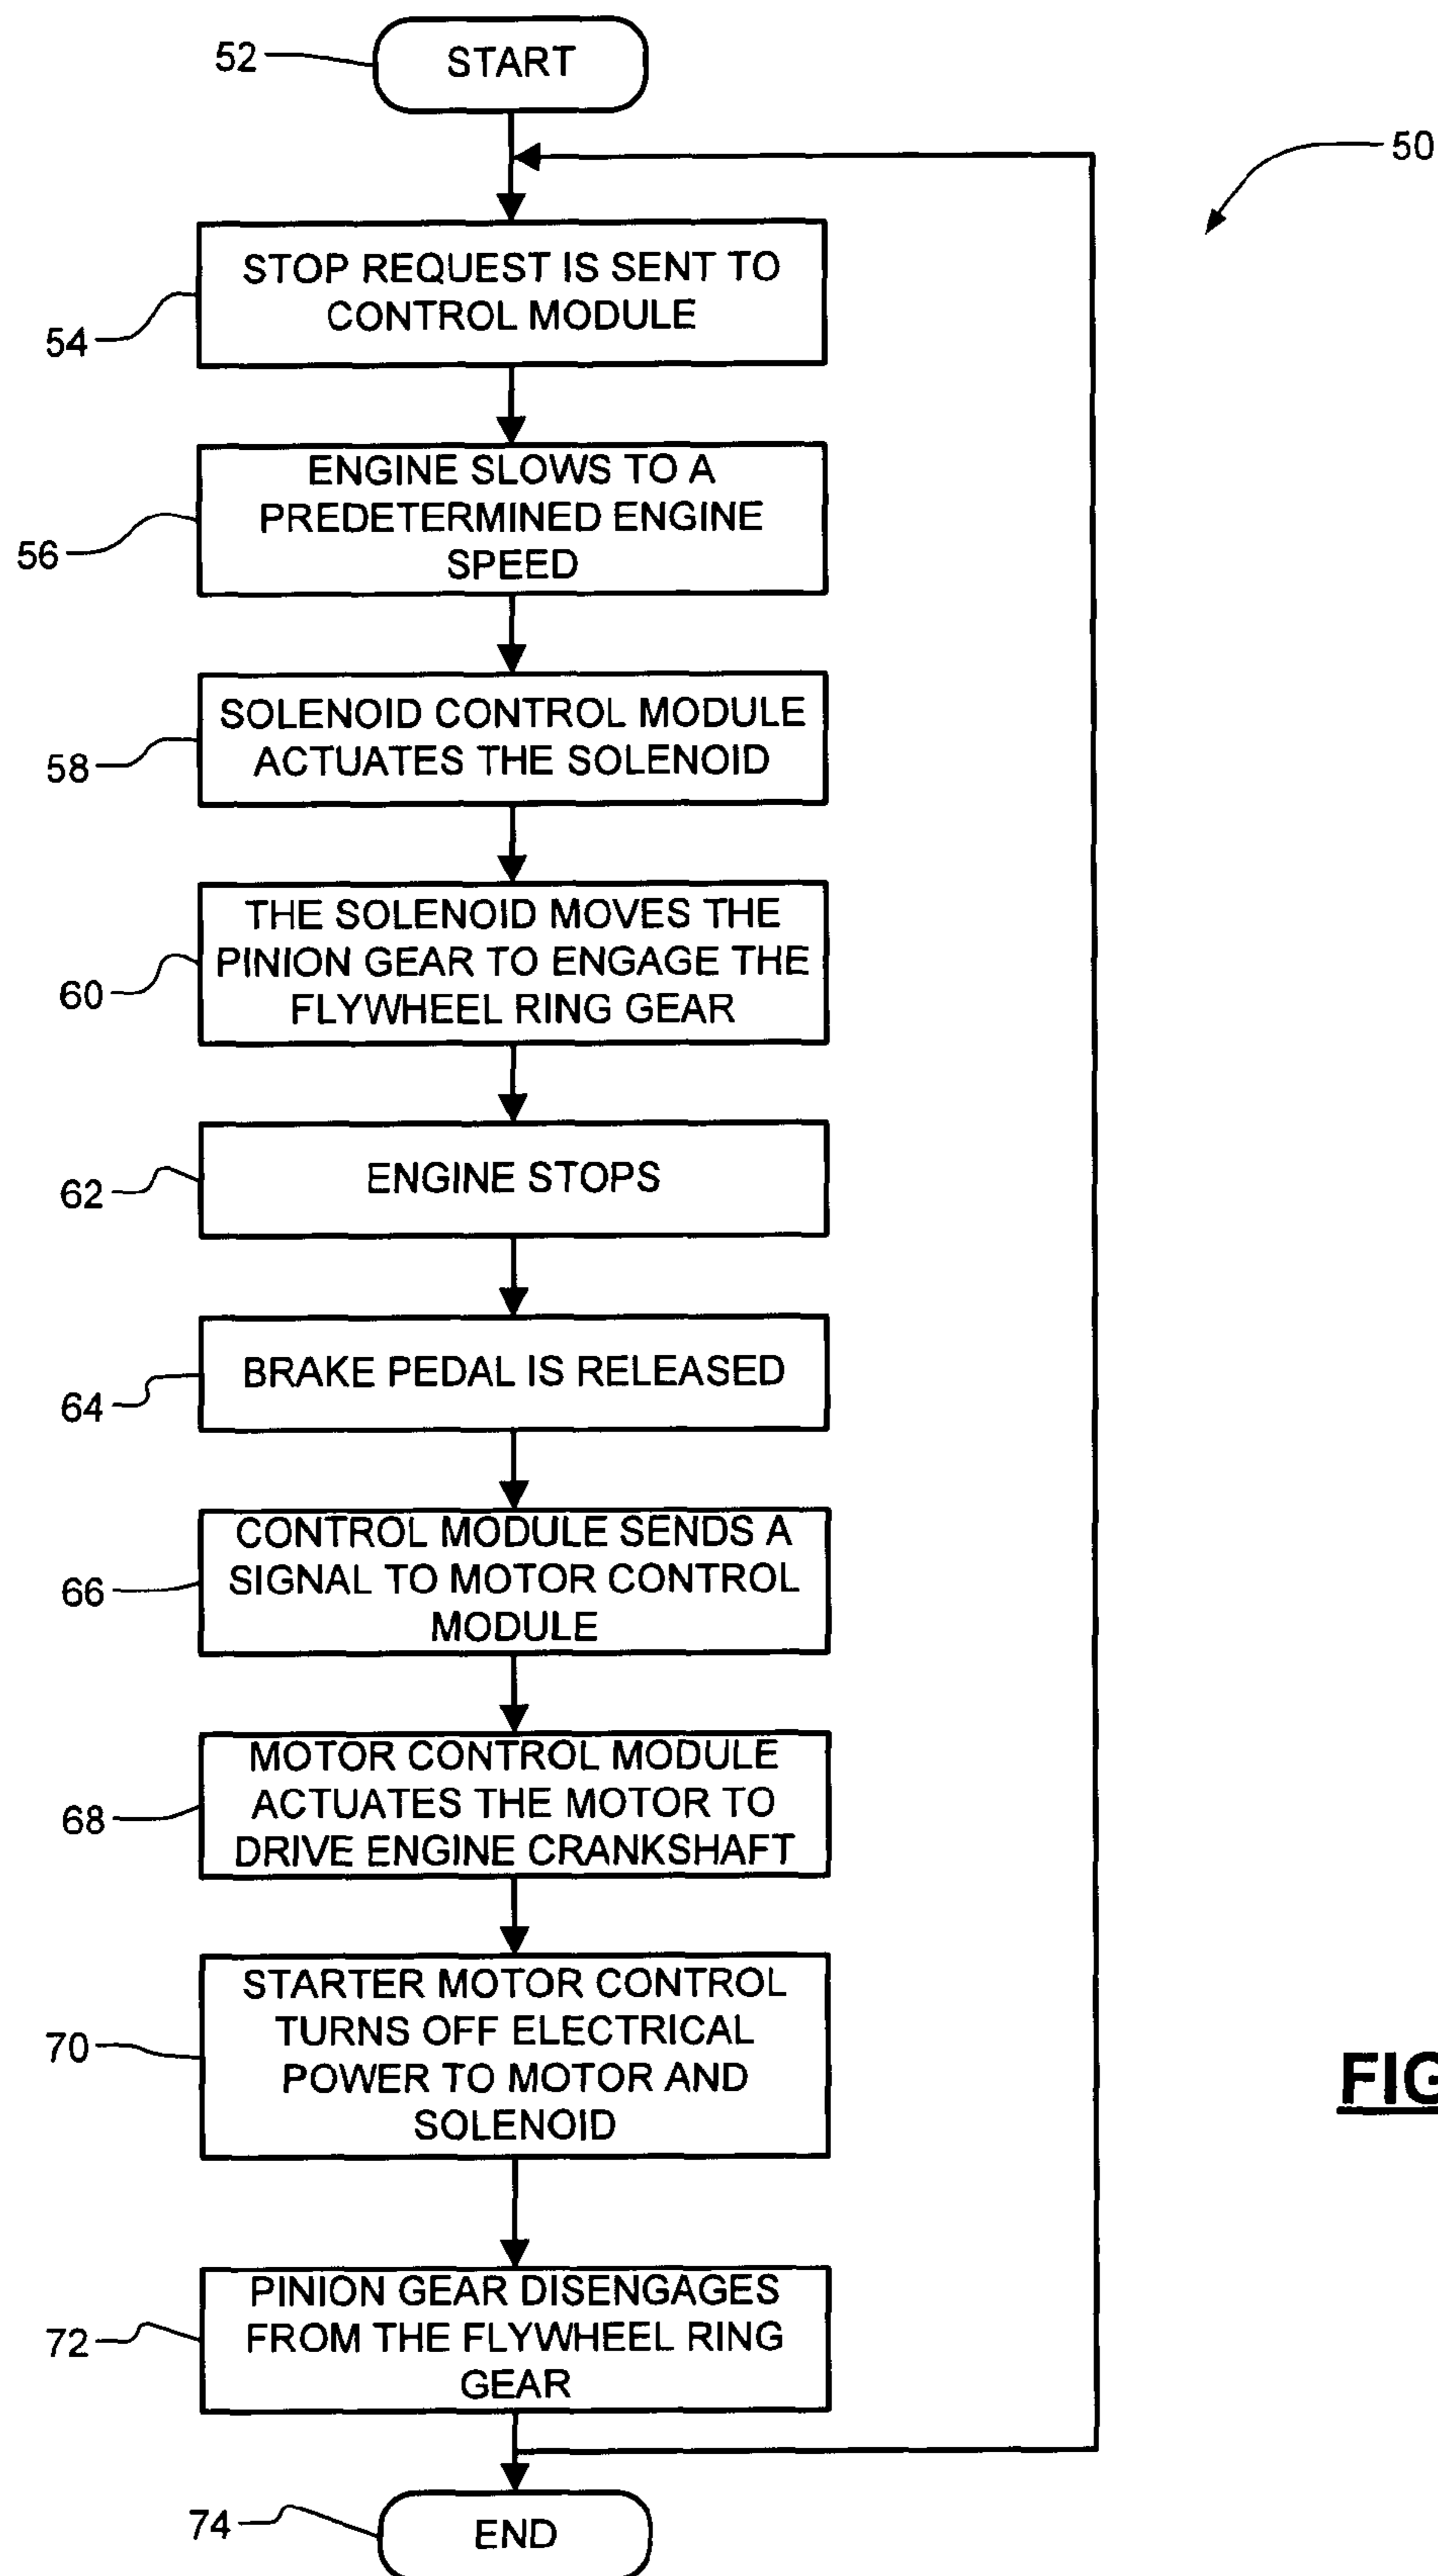 52
START
50
STOP REQUEST IS SENT TO
CONTROL MODULE
54
ENGINE SLOWS TO A
PREDETERMINED ENGINE
SPEED
56
SOLENOID CONTROL MODULE
ACTUATES THE SOLENOID
58
THE SOLENOID MOVES THE
PINION GEAR TO ENGAGE THE
FLYWHEEL RING GEAR
60
ENGINE STOPS
62
BRAKE PEDAL IS RELEASED
64
CONTROL MODULE SENDS A
SIGNAL TO MOTOR CONTROL
MODULE
66
MOTOR CONTROL MODULE
ACTUATES THE MOTOR TO
DRIVE ENGINE CRANKSHAFT
68
STARTER MOTOR CONTROL
TURNS OFF ELECTRICAL
POWER TO MOTOR AND
SOLENOID
70
FIG
PINION GEAR DISENGAGES
FROM THE FLYWHEEL RING
GEAR
72
74
END